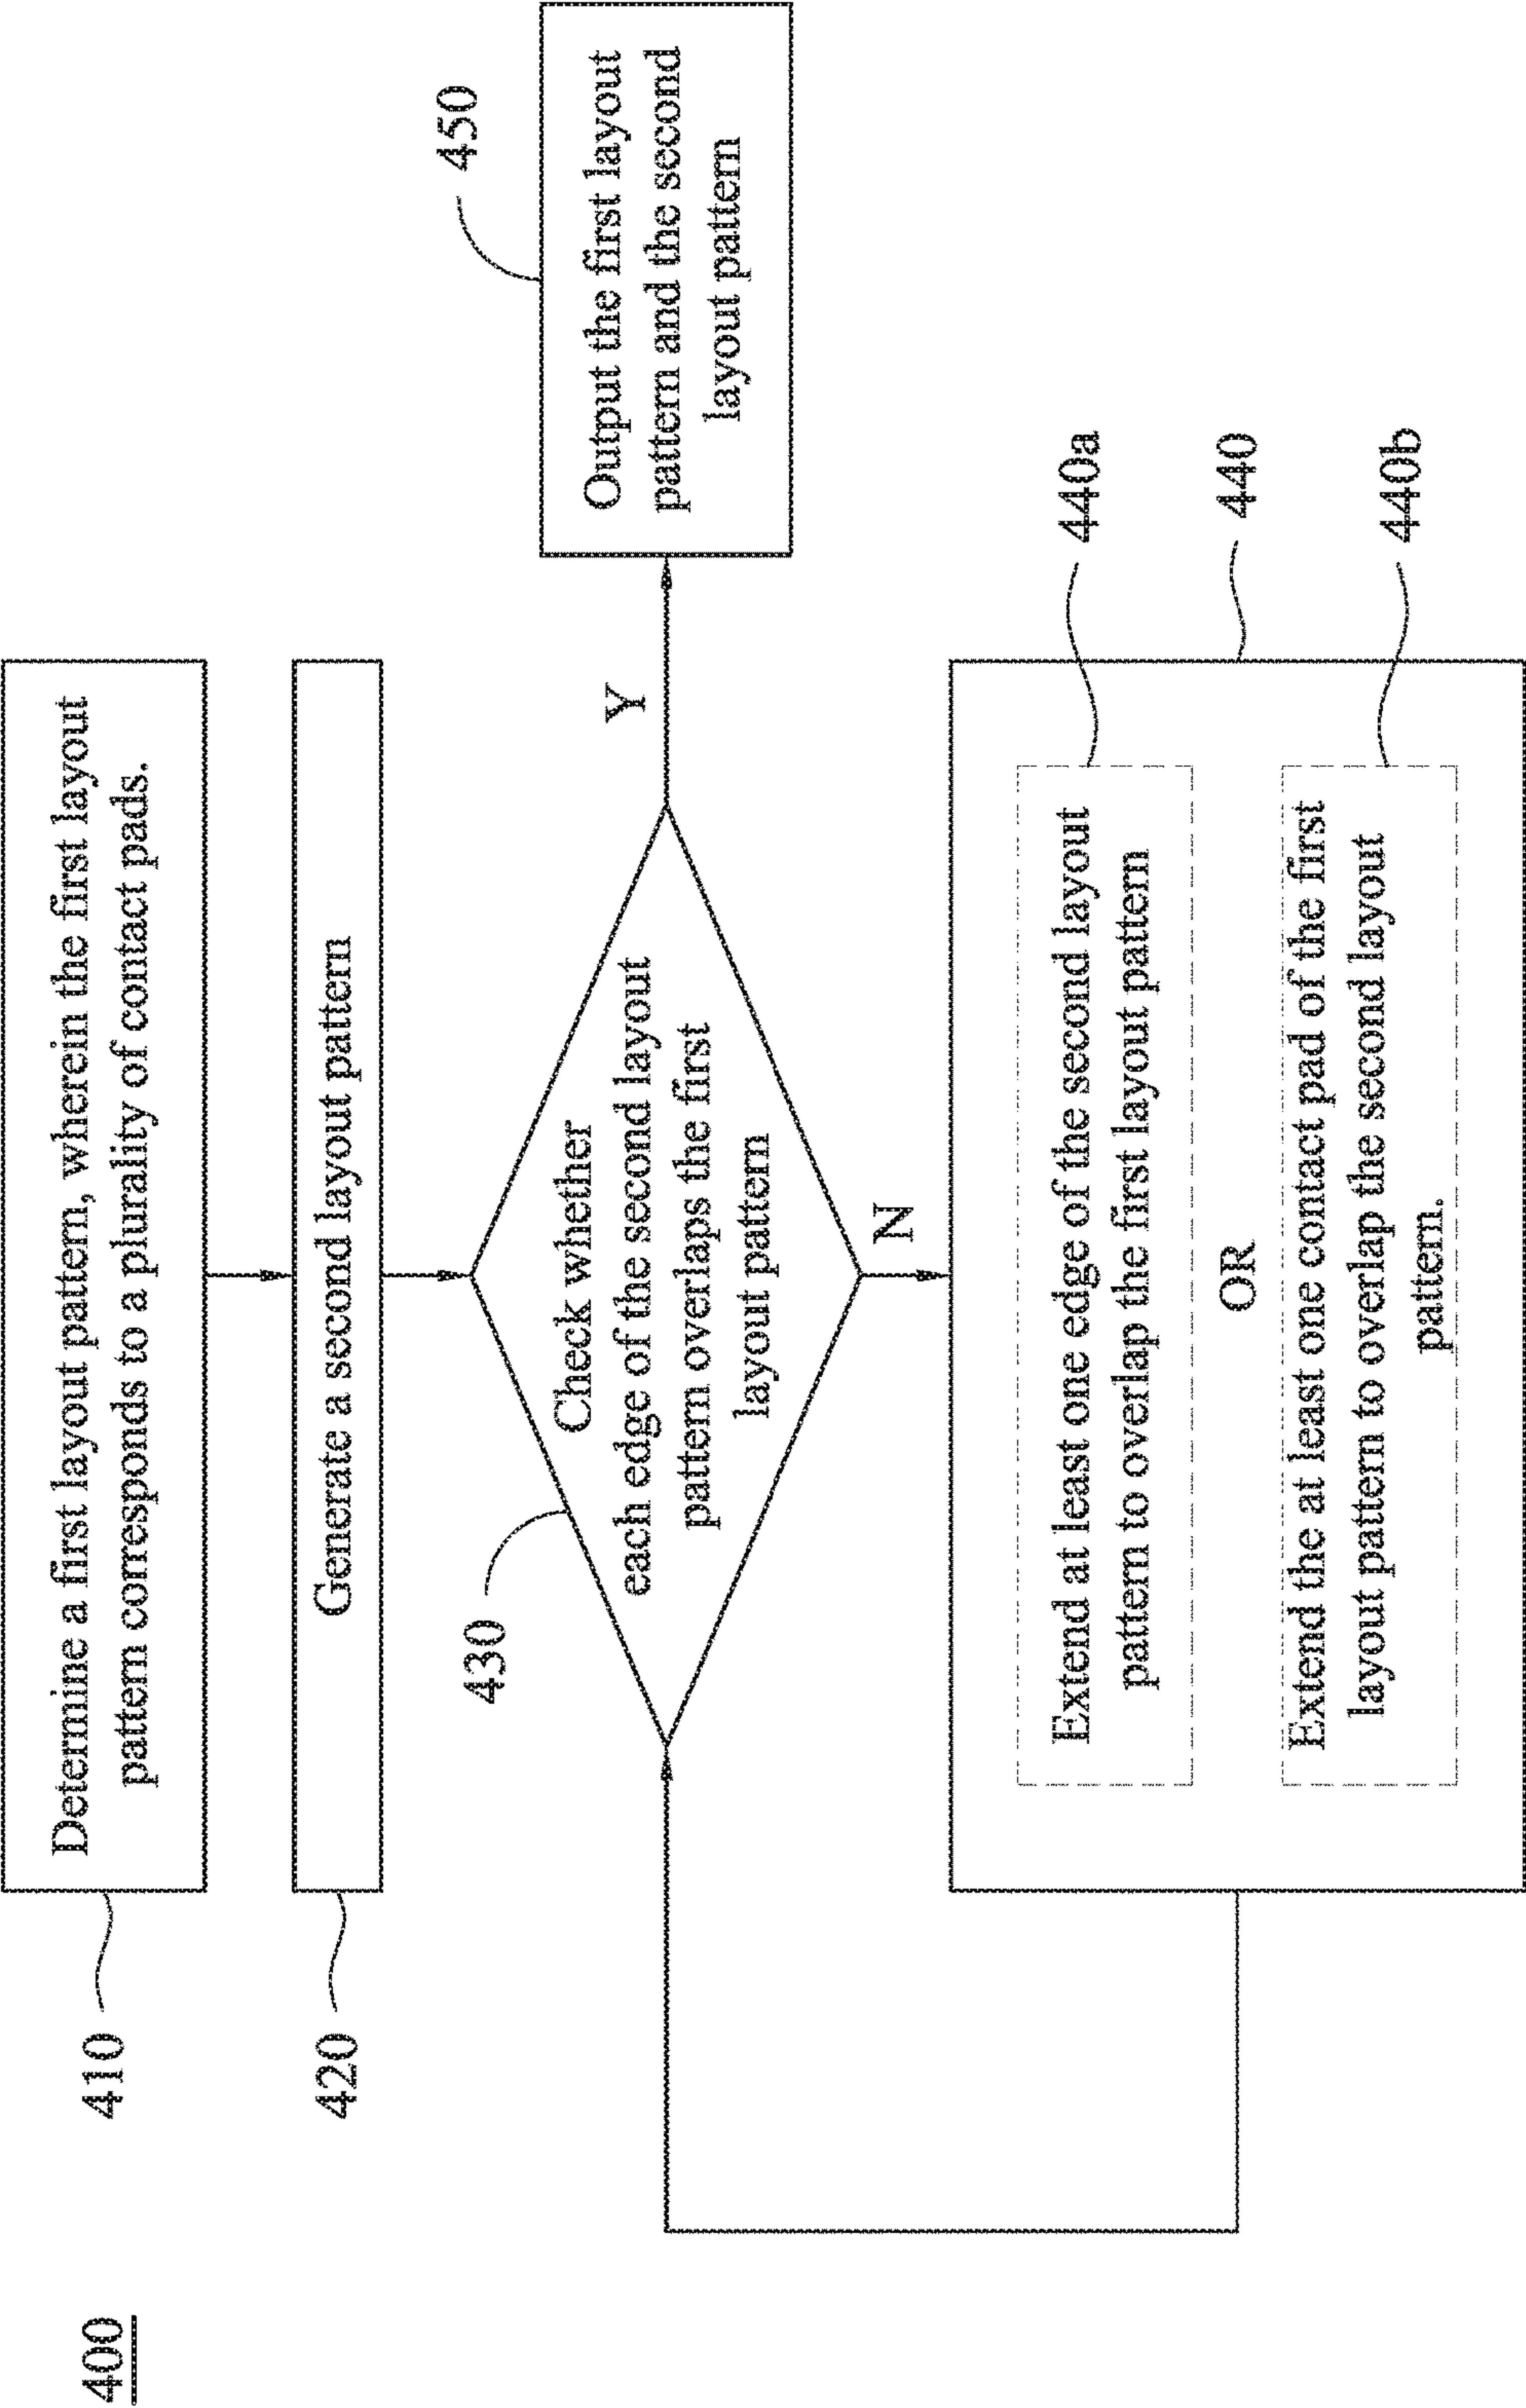 400
410
Determine a first layout pattern, wherein the first layout
pattern corresponds to a plurality of contact pads.
420
Generate a second layout pattern
430
Check whether
each edge of the second layout
pattern overlaps the first
layout pattern
Y
450
Output the first layout
pattern and the second
layout pattern
N
440a
Extend at least one edge of the second layout
pattern to overlap the first layout pattern
OR
440
440b
Extend the at least one contact pad of the first
layout pattern to overlap the second layout
pattern.